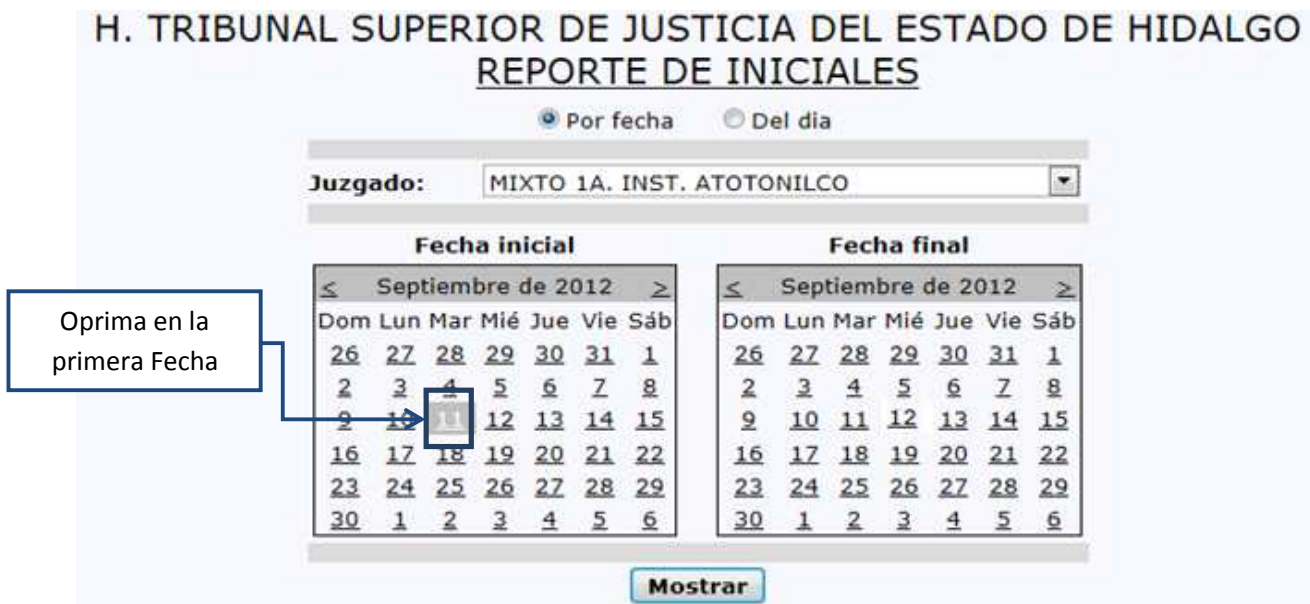 H. TRIBUNAL SUPERIOR DE JUSTICIA DEL ESTADO DE HIDALGO
REPORTE DE INICIALES
Por fecha Del dia
Juzgado: MIXTO 1A. INST. ATOTONILCO
Fecha inicial
< Septiembre de 2012 >
Dom Lun Mar Mié Jue Vie Sáb
26 27 28 29 30 31 1
2 3 4 5 6 7 8
9 10 11 12 13 14 15
16 17 18 19 20 21 22
23 24 25 26 27 28 29
30 1 2 3 4 5 6
Fecha final
< Septiembre de 2012 >
Dom Lun Mar Mié Jue Vie Sáb
26 27 28 29 30 31 1
2 3 4 5 6 7 8
9 10 11 12 13 14 15
16 17 18 19 20 21 22
23 24 25 26 27 28 29
30 1 2 3 4 5 6
Oprima en la
primera Fecha
Mostrar